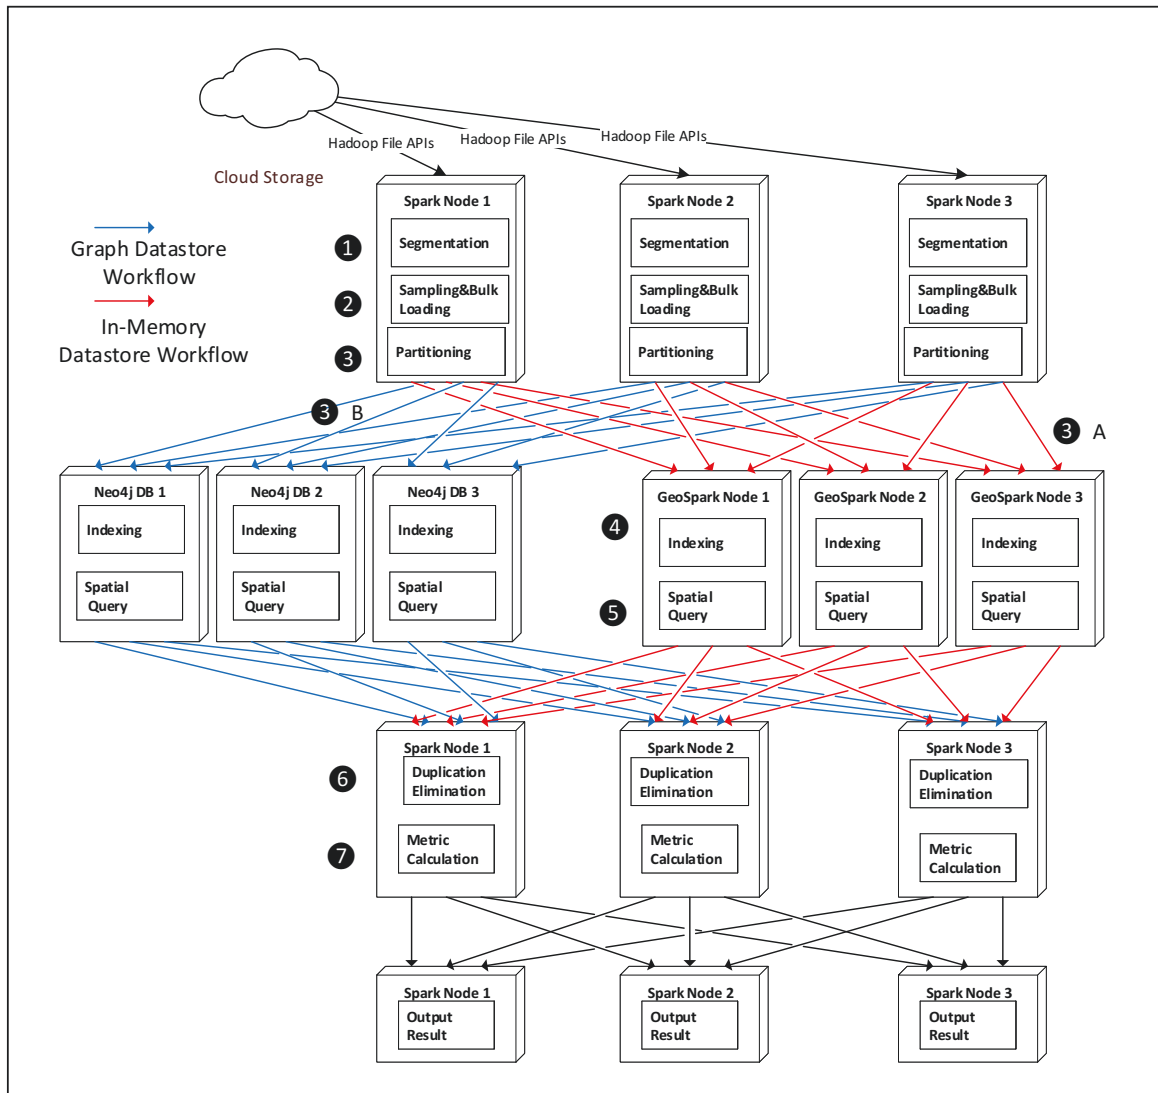 Hadoop File APIs
Hadoop File APIs
Hadoop File APIs
Cloud Storage
Graph Datastore
Workflow
In-Memory
Datastore Workflow
Spark Node 1
Spark Node 2
Spark Node 3
1
Segmentation
Segmentation
Segmentation
2
Sampling&Bulk
Loading
Sampling&Bulk
Loading
Sampling&Bulk
Loading
3
Partitioning
Partitioning
Partitioning
3 B
3 A
Neo4j DB 1
Neo4j DB 2
Neo4j DB 3
GeoSpark Node 1
GeoSpark Node 2
GeoSpark Node 3
Indexing
Indexing
Indexing
4
Indexing
Indexing
Indexing
Spatial
Query
Spatial
Query
Spatial
Query
5
Spatial
Query
Spatial
Query
Spatial
Query
Spark Node 1
Spark Node 2
Spark Node 3
6
Duplication
Elimination
Duplication
Elimination
Duplication
Elimination
7
Metric
Calculation
Metric
Calculation
Metric
Calculation
Spark Node 1
Spark Node 2
Spark Node 3
Output
Result
Output
Result
Output
Result